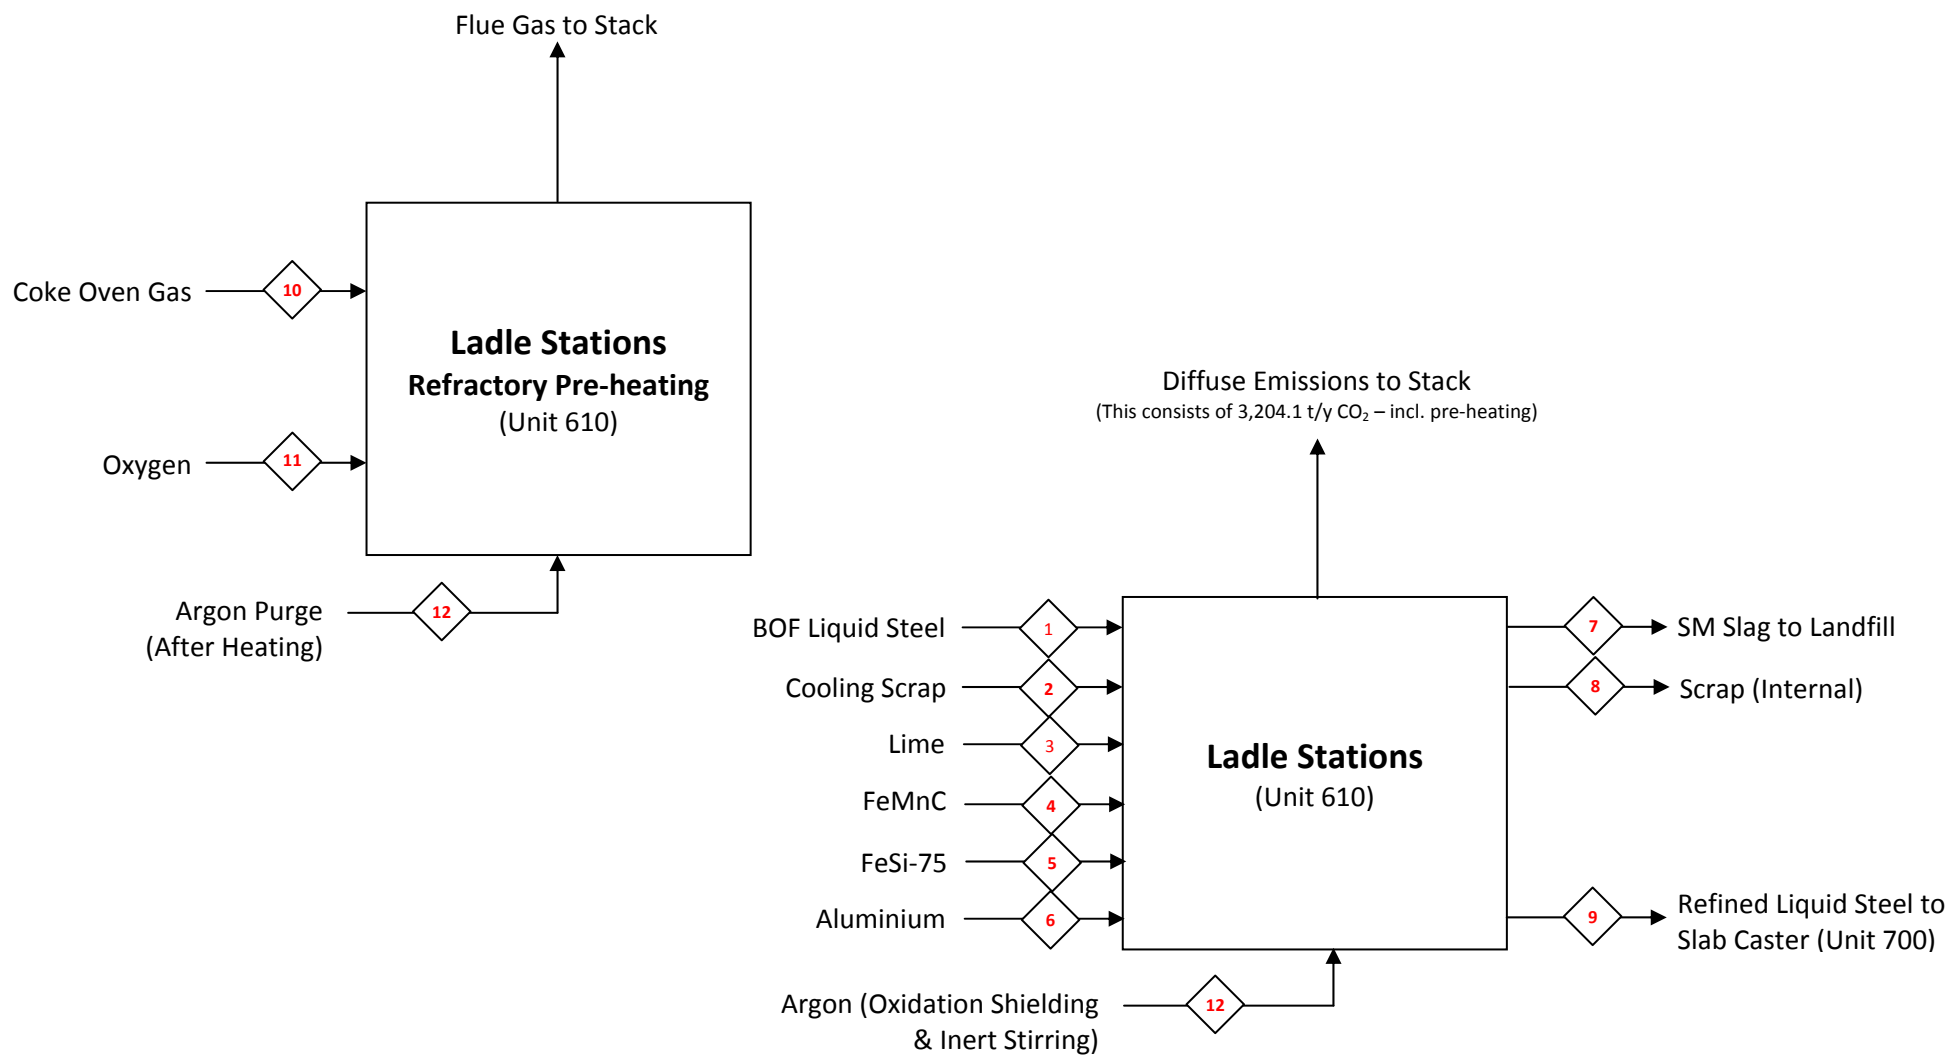 Flue Gas to Stack
Coke Oven Gas
10
Ladle Stations
Refractory Pre-heating
(Unit 610)
Oxygen
11
Argon Purge
(After Heating)
12
Diffuse Emissions to Stack
(This consists of 3,204.1 t/y CO₂ – incl. pre-heating)
BOF Liquid Steel
1
Cooling Scrap
2
Lime
3
FeMnC
4
FeSi-75
5
Aluminium
6
Ladle Stations
(Unit 610)
7
SM Slag to Landfill
8
Scrap (Internal)
9
Refined Liquid Steel to
Slab Caster (Unit 700)
Argon (Oxidation Shielding
& Inert Stirring)
12